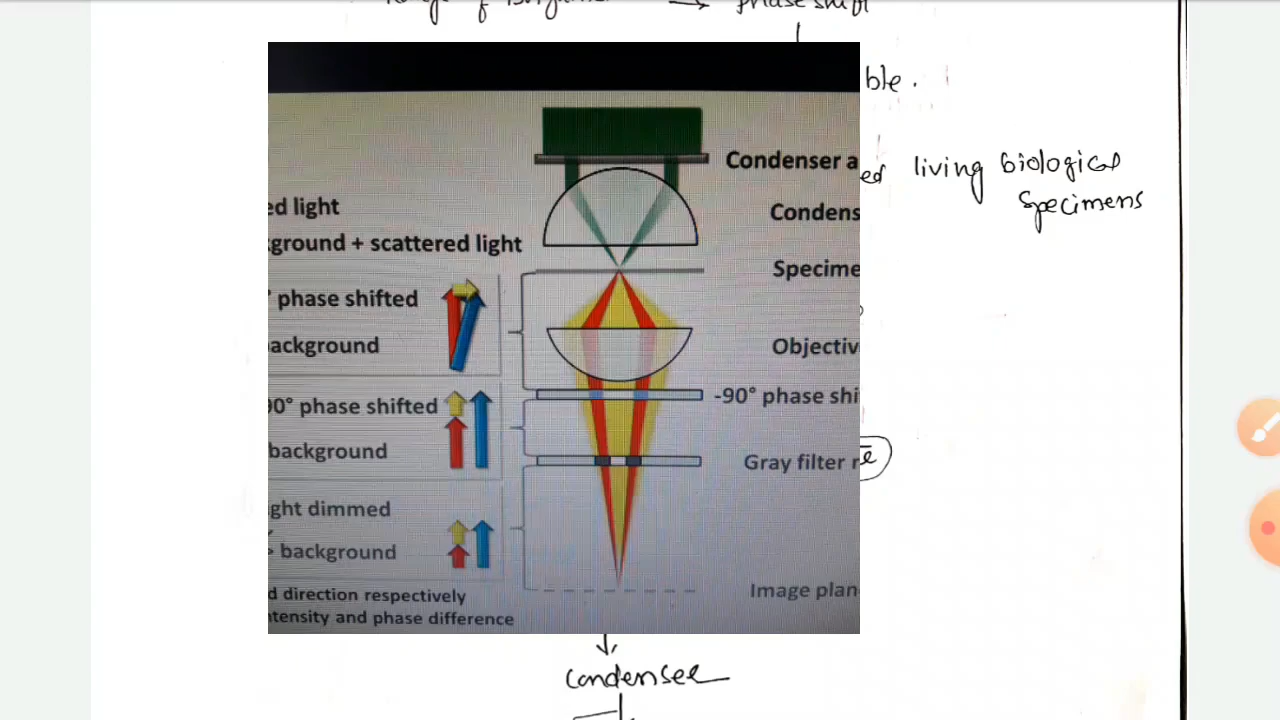 phase shift
ble.
Condenser a
ed living biological
specimens
ed light
Condens
ground + scattered light
Specime
° phase shifted
ackground
Objectiv
90° phase shifted
-90° phase shi
background
Gray filter r
e
ght dimmed
> background
Image plan
d direction respectively
ntensity and phase difference
condenser